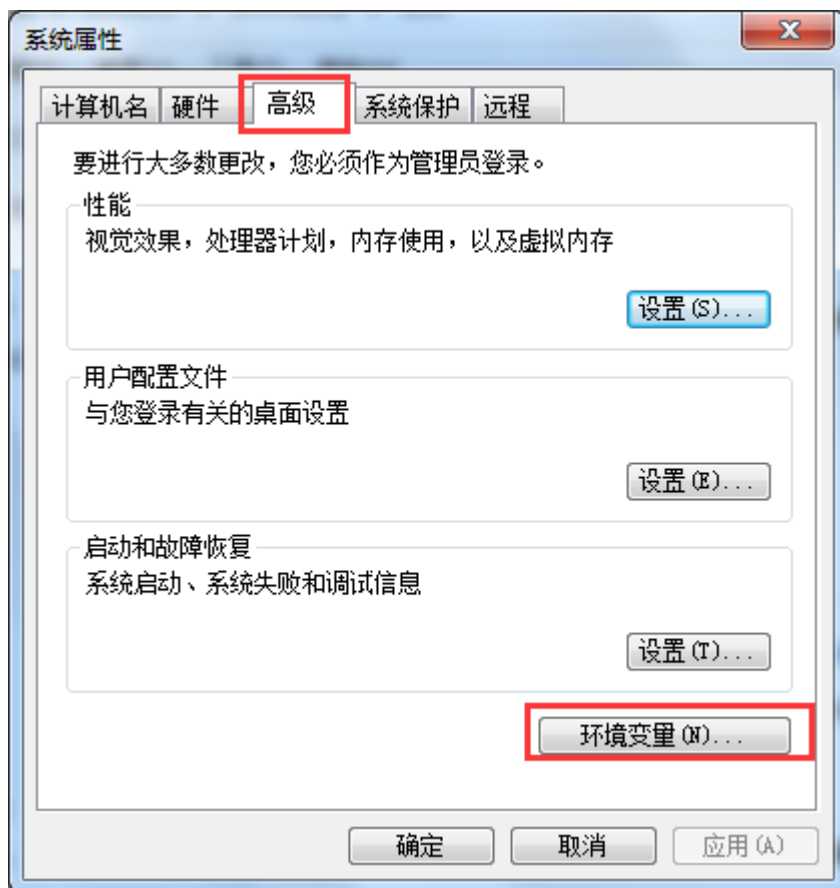 系统属性
计算机名 硬件 高级 系统保护 远程
要进行大多数更改，您必须作为管理员登录。
性能
视觉效果，处理器计划，内存使用，以及虚拟内存
设置(S)...
用户配置文件
与您登录有关的桌面设置
设置(E)...
启动和故障恢复
系统启动、系统失败和调试信息
设置(T)...
环境变量(N)...
确定 取消 应用(A)